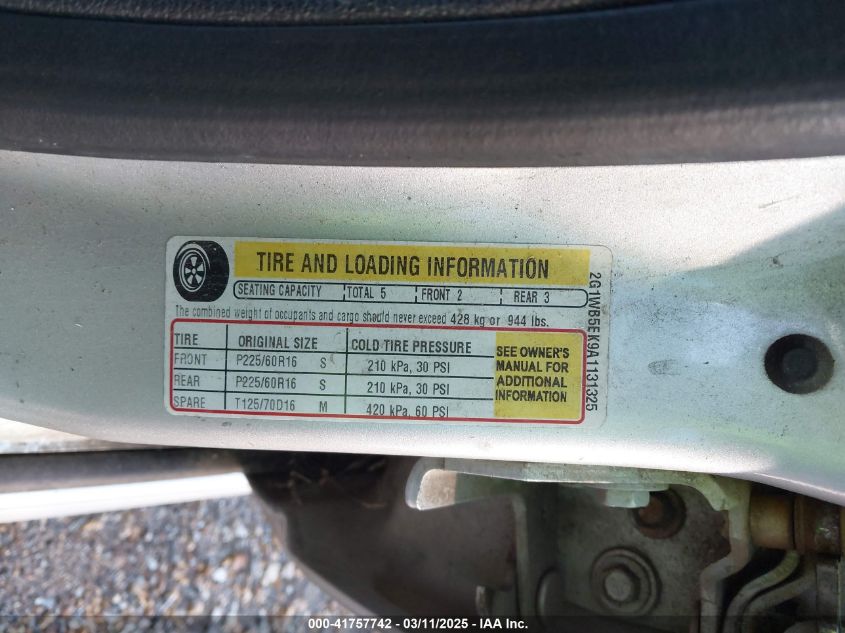 TIRE AND LOADING INFORMATION
SEATING CAPACITY TOTAL 5 FRONT 2 REAR 3
The combined weight of occupants and cargo should never exceed 428 kg or 944 lbs.
TIRE ORIGINAL SIZE COLD TIRE PRESSURE
FRONT P225/60R16 S 210 kPa, 30 PSI
REAR P225/60R16 S 210 kPa, 30 PSI
SPARE T125/70D16 M 420 kPa, 60 PSI
SEE OWNER'S
MANUAL FOR
ADDITIONAL
INFORMATION
2G1WB5EK9A1131325
000-41757742 / 03/11/2025 - IAA Inc.